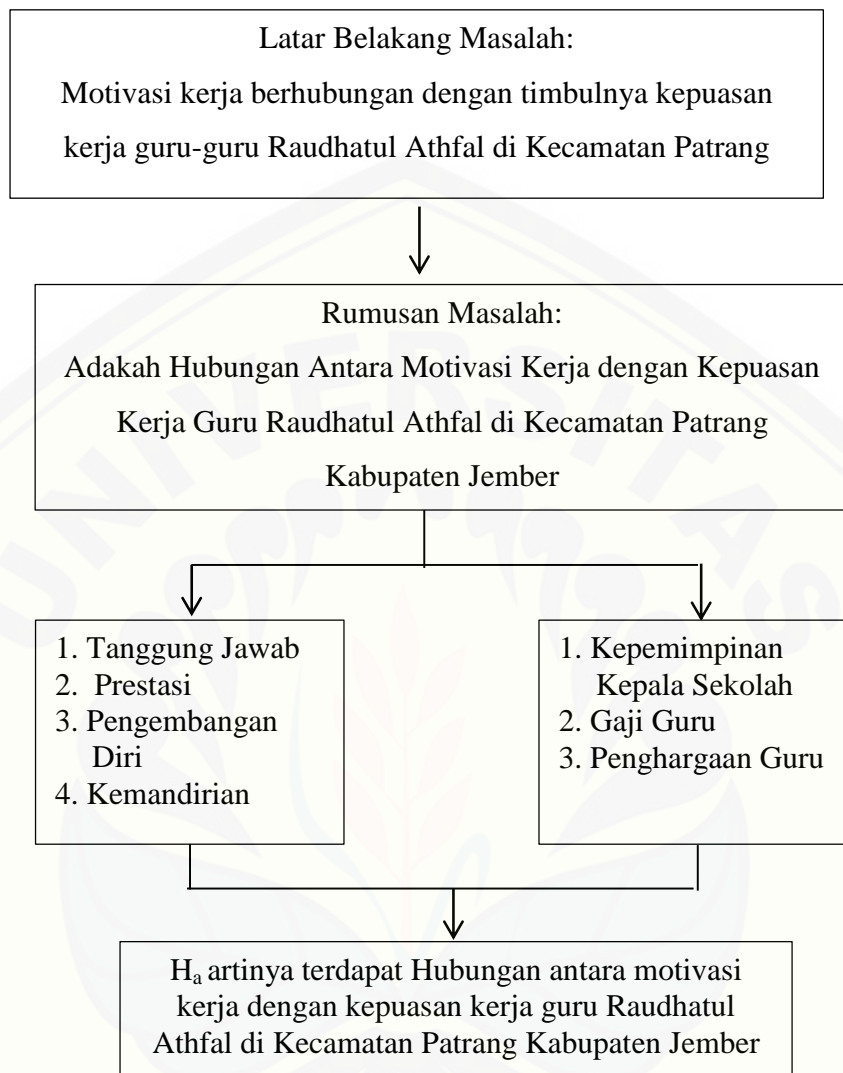 Latar Belakang Masalah:
Motivasi kerja berhubungan dengan timbulnya kepuasan
kerja guru-guru Raudhatul Athfal di Kecamatan Patrang
Rumusan Masalah:
Adakah Hubungan Antara Motivasi Kerja dengan Kepuasan
Kerja Guru Raudhatul Athfal di Kecamatan Patrang
Kabupaten Jember
UNIVERSITAS
1. Tanggung Jawab
2. Prestasi
3. Pengembangan
Diri
4. Kemandirian
1. Kepemimpinan
Kepala Sekolah
2. Gaji Guru
3. Penghargaan Guru
Ha artinya terdapat Hubungan antara motivasi
kerja dengan kepuasan kerja guru Raudhatul
Athfal di Kecamatan Patrang Kabupaten Jember